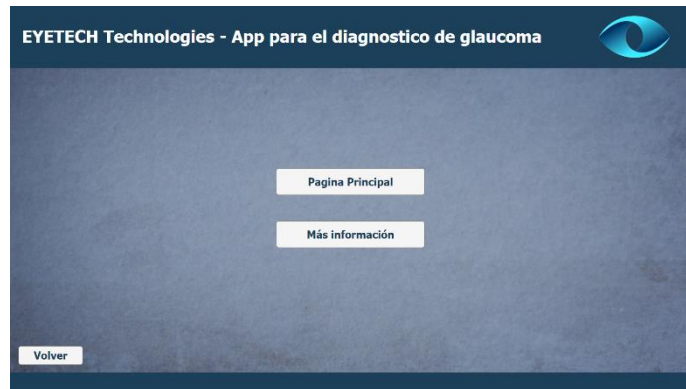 EYETECH Technologies - App para el diagnostico de glaucoma
Pagina Principal
Más información
Volver